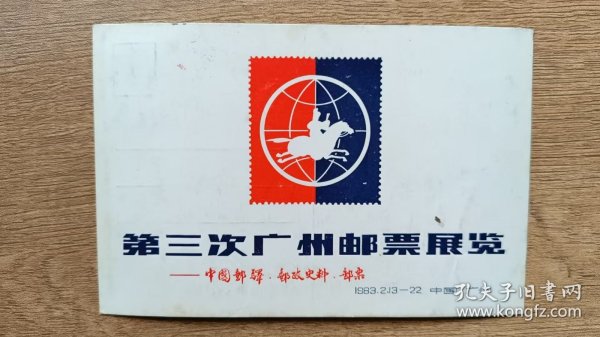 第三次广州邮票展览
——中国邮驿·邮政史料·邮票
1983.2.13—22 中国
孔夫子旧书网
www.kongfz.com